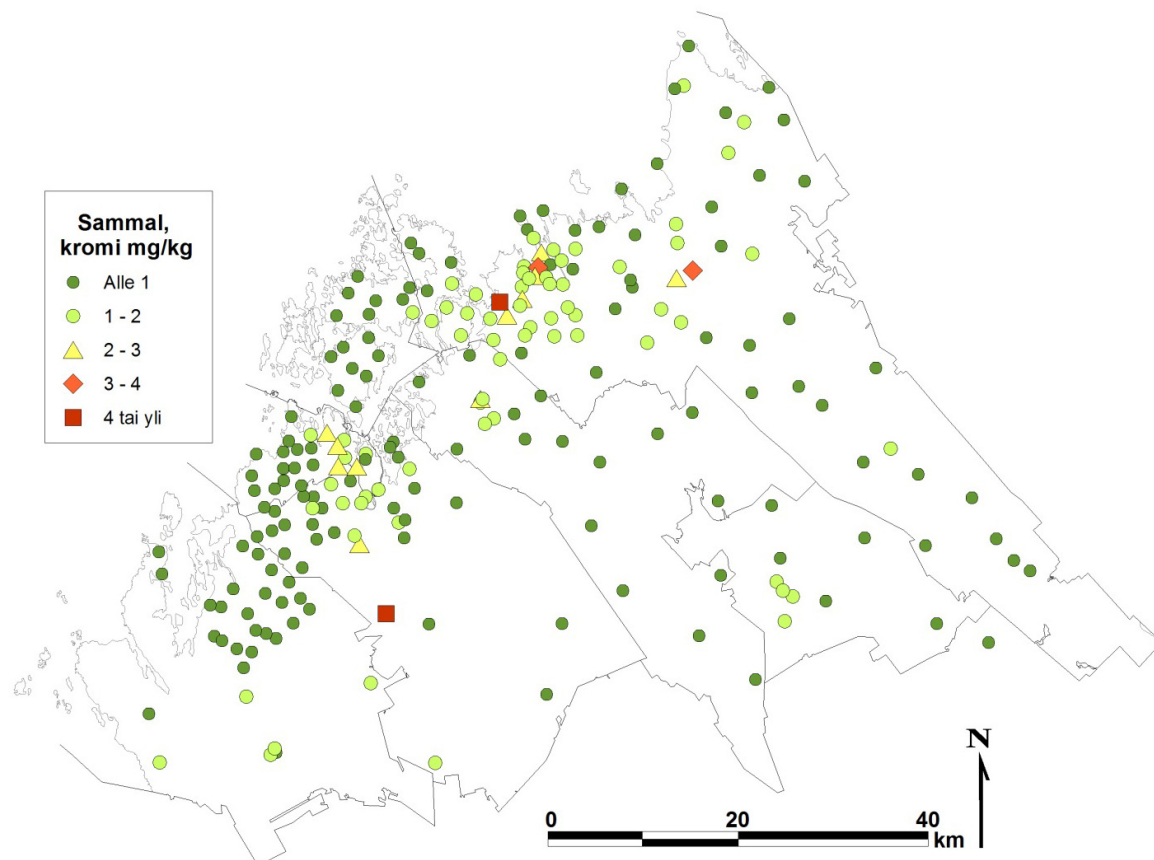 Sammal,
kromi mg/kg
Alle 1
1 - 2
2 - 3
3 - 4
4 tai yli
N
0 20 40
km